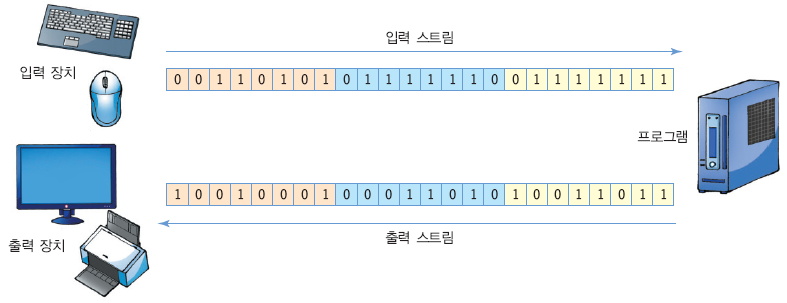 입력 스트림
입력 장치
0 0 1 1 0 1 0 1 0 1 1 1 1 1 1 0 0 1 1 1 1 1 1 1
프로그램
1 0 0 1 0 0 0 1 0 0 0 1 1 0 1 0 1 0 0 1 1 0 1 1
출력 스트림
출력 장치